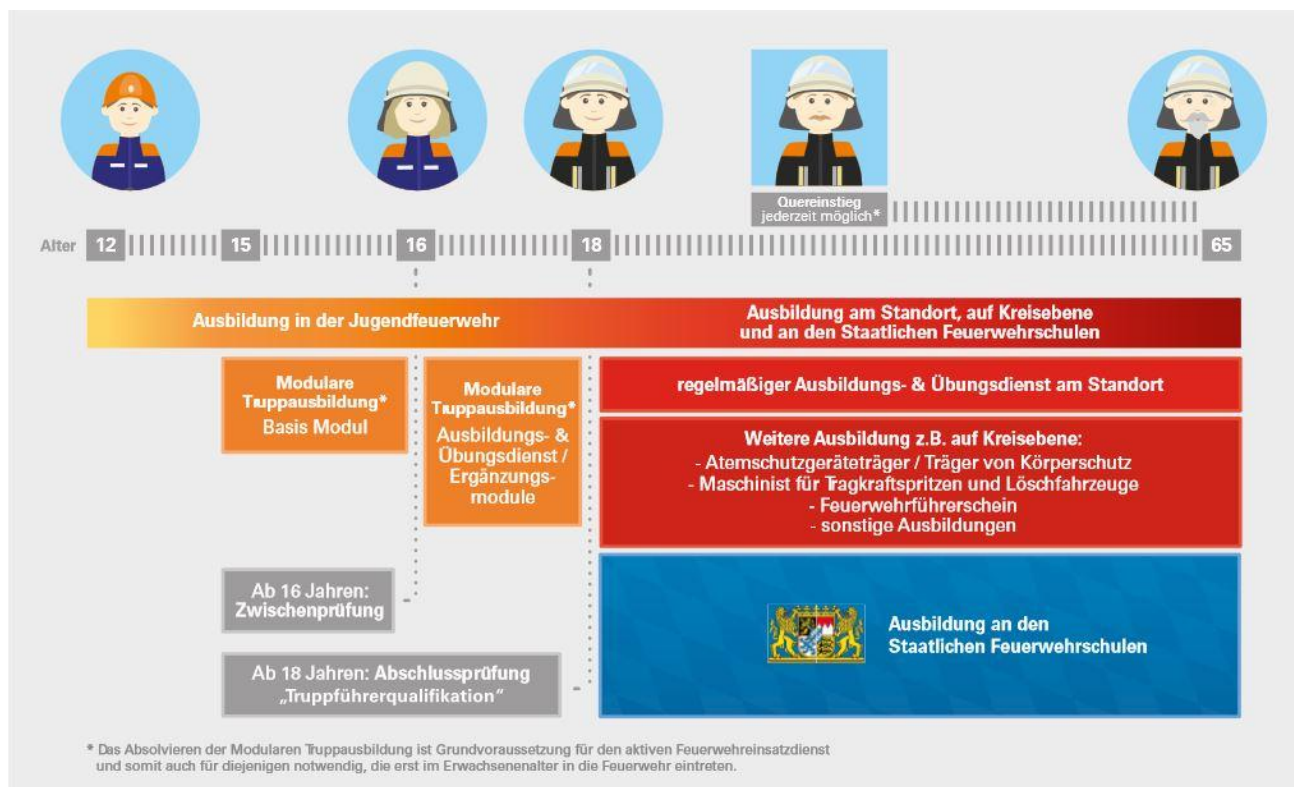 Quereinstieg
jederzeit möglich*
Alter 12 15 16 18 65
Ausbildung in der Jugendfeuerwehr
Ausbildung am Standort, auf Kreisebene
und an den Staatlichen Feuerwehrschulen
Modulare
Truppausbildung*
Basis Modul
Modulare
Truppausbildung*
Ausbildungs- &
Übungsdienst /
Ergänzungs-
module
regelmäßiger Ausbildungs- & Übungsdienst am Standort
Weitere Ausbildung z.B. auf Kreisebene:
- Atemschutzgeräteträger / Träger von Körperschutz
- Maschinist für Tragkraftspritzen und Löschfahrzeuge
- Feuerwehrführerschein
- sonstige Ausbildungen
Ab 16 Jahren:
Zwischenprüfung
Ab 18 Jahren: Abschlussprüfung
„Truppführerqualifikation“
Ausbildung an den
Staatlichen Feuerwehrschulen
* Das Absolvieren der Modularen Truppausbildung ist Grundvoraussetzung für den aktiven Feuerwehreinsatzdienst
und somit auch für diejenigen notwendig, die erst im Erwachsenenalter in die Feuerwehr eintreten.